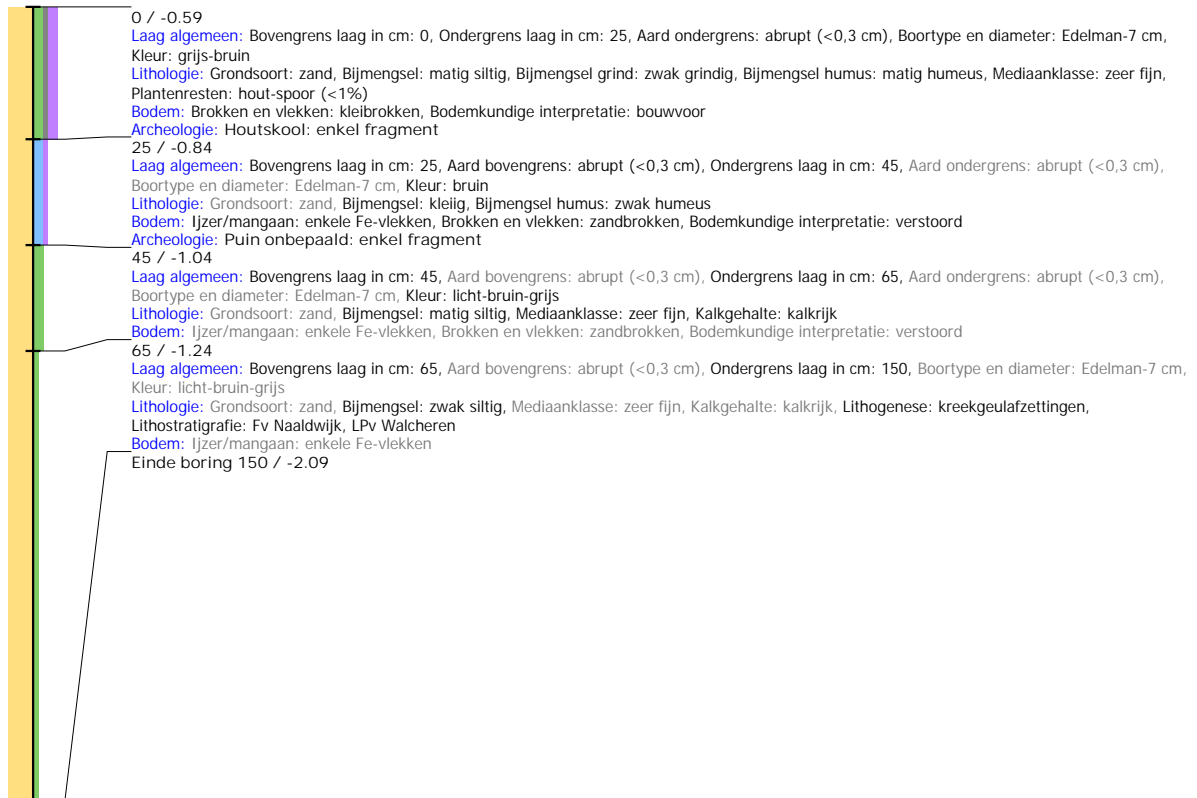 0 / -0.59
Laag algemeen: Bovengrens laag in cm: 0, Ondergrens laag in cm: 25, Aard ondergrens: abrupt (<0,3 cm), Boortype en diameter: Edelman-7 cm,
Kleur: grijs-bruin
Lithologie: Grondsoort: zand, Bijmengsel: matig siltig, Bijmengsel grind: zwak grindig, Bijmengsel humus: matig humeus, Mediaanklasse: zeer fijn,
Plantenresten: hout-spoor (<1%)
Bodem: Brokken en vlekken: kleibrokken, Bodemkundige interpretatie: bouwvoor
Archeologie: Houtskool: enkel fragment
25 / -0.84
Laag algemeen: Bovengrens laag in cm: 25, Aard bovengrens: abrupt (<0,3 cm), Ondergrens laag in cm: 45, Aard ondergrens: abrupt (<0,3 cm),
Boortype en diameter: Edelman-7 cm, Kleur: bruin
Lithologie: Grondsoort: zand, Bijmengsel: kleiig, Bijmengsel humus: zwak humeus
Bodem: Ijzer/mangaan: enkele Fe-vlekken, Brokken en vlekken: zandbrokken, Bodemkundige interpretatie: verstoord
Archeologie: Puin onbepaald: enkel fragment
45 / -1.04
Laag algemeen: Bovengrens laag in cm: 45, Aard bovengrens: abrupt (<0,3 cm), Ondergrens laag in cm: 65, Aard ondergrens: abrupt (<0,3 cm),
Boortype en diameter: Edelman-7 cm, Kleur: licht-bruin-grijs
Lithologie: Grondsoort: zand, Bijmengsel: matig siltig, Mediaanklasse: zeer fijn, Kalkgehalte: kalkrijk
Bodem: Ijzer/mangaan: enkele Fe-vlekken, Brokken en vlekken: zandbrokken, Bodemkundige interpretatie: verstoord
65 / -1.24
Laag algemeen: Bovengrens laag in cm: 65, Aard bovengrens: abrupt (<0,3 cm), Ondergrens laag in cm: 150, Boortype en diameter: Edelman-7 cm,
Kleur: licht-bruin-grijs
Lithologie: Grondsoort: zand, Bijmengsel: zwak siltig, Mediaanklasse: zeer fijn, Kalkgehalte: kalkrijk, Lithogenese: kreekgeulafzettingen,
Lithostratigrafie: Fv Naaldwijk, LPv Walcheren
Bodem: Ijzer/mangaan: enkele Fe-vlekken
Einde boring 150 / -2.09